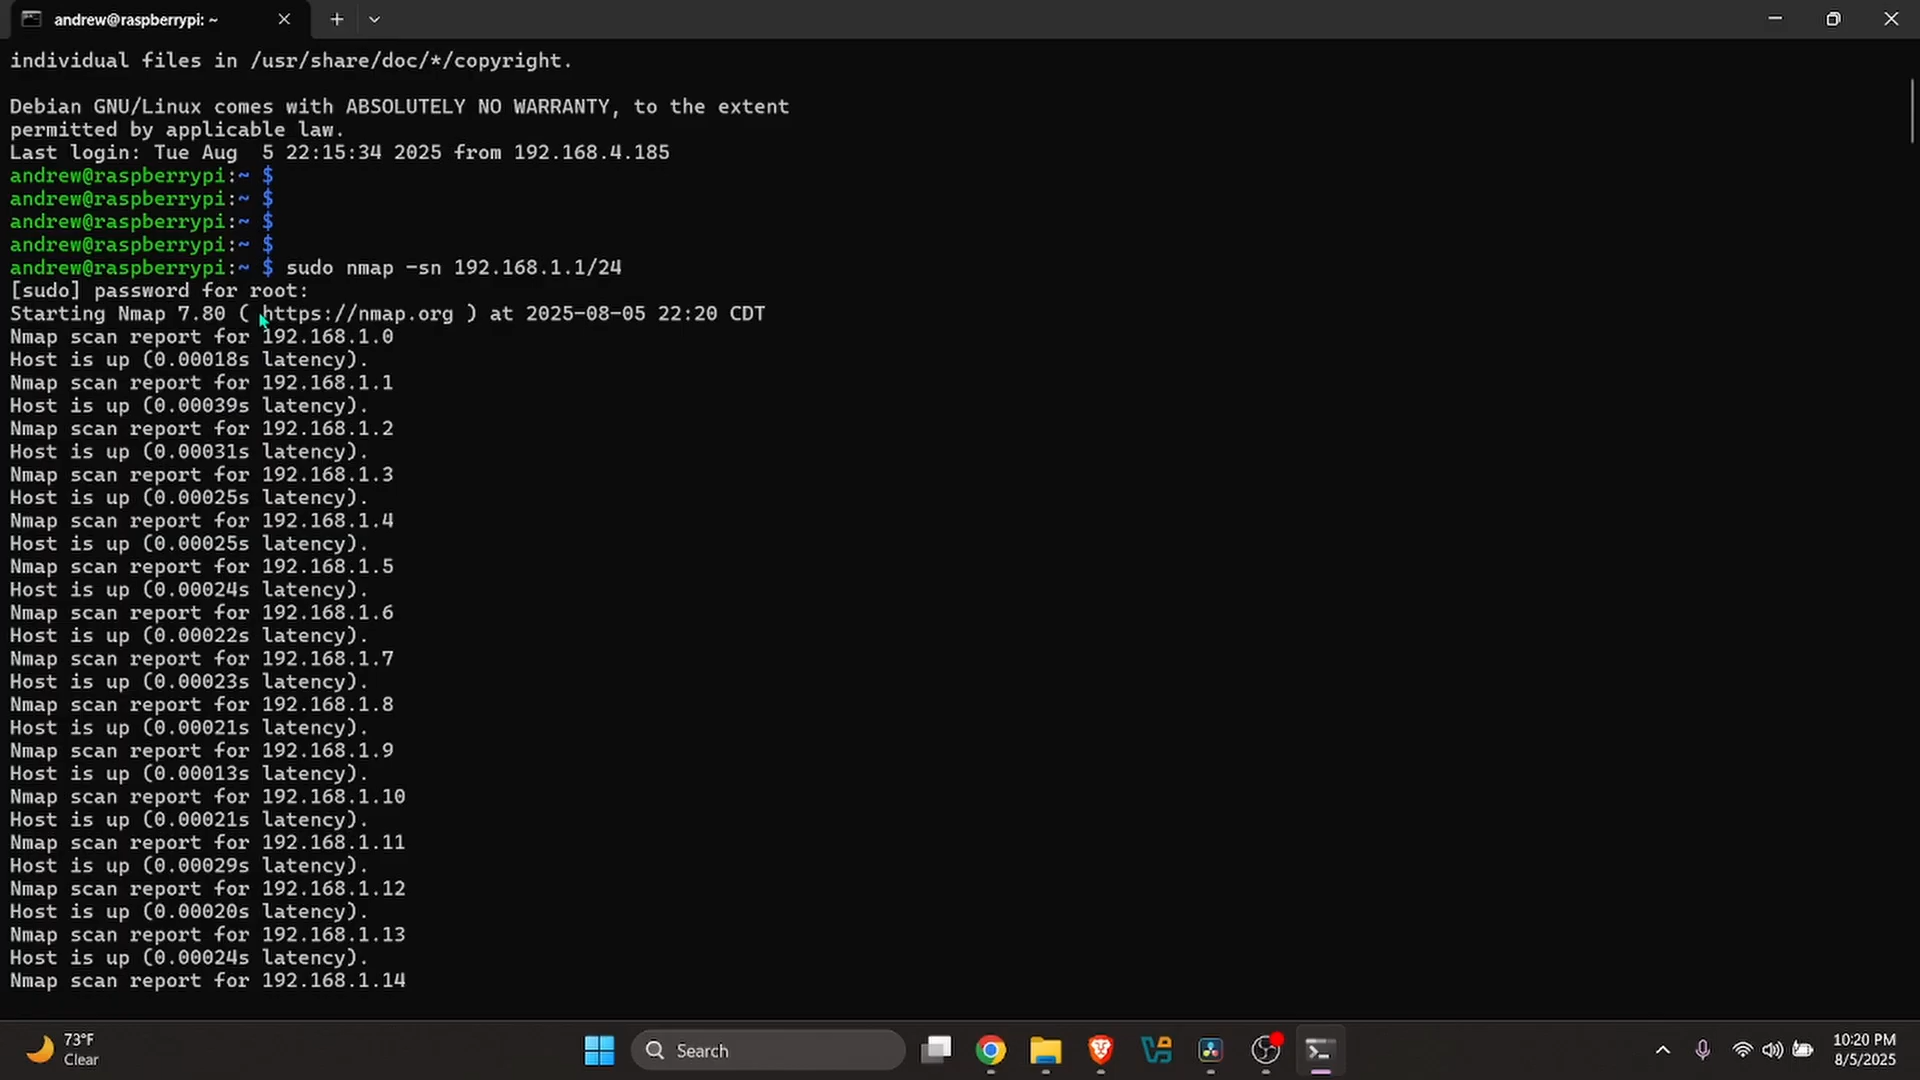 andrew@raspberrypi: ~
individual files in /usr/share/doc/*/copyright.
Debian GNU/Linux comes with ABSOLUTELY NO WARRANTY, to the extent
permitted by applicable law.
Last login: Tue Aug  5 22:15:34 2025 from 192.168.4.185
andrew@raspberrypi:~ $
andrew@raspberrypi:~ $
andrew@raspberrypi:~ $
andrew@raspberrypi:~ $
andrew@raspberrypi:~ $ sudo nmap -sn 192.168.1.1/24
[sudo] password for root:
Starting Nmap 7.80 ( https://nmap.org ) at 2025-08-05 22:20 CDT
Nmap scan report for 192.168.1.0
Host is up (0.00018s latency).
Nmap scan report for 192.168.1.1
Host is up (0.00039s latency).
Nmap scan report for 192.168.1.2
Host is up (0.00031s latency).
Nmap scan report for 192.168.1.3
Host is up (0.00025s latency).
Nmap scan report for 192.168.1.4
Host is up (0.00025s latency).
Nmap scan report for 192.168.1.5
Host is up (0.00024s latency).
Nmap scan report for 192.168.1.6
Host is up (0.00022s latency).
Nmap scan report for 192.168.1.7
Host is up (0.00023s latency).
Nmap scan report for 192.168.1.8
Host is up (0.00021s latency).
Nmap scan report for 192.168.1.9
Host is up (0.00013s latency).
Nmap scan report for 192.168.1.10
Host is up (0.00021s latency).
Nmap scan report for 192.168.1.11
Host is up (0.00029s latency).
Nmap scan report for 192.168.1.12
Host is up (0.00020s latency).
Nmap scan report for 192.168.1.13
Host is up (0.00024s latency).
Nmap scan report for 192.168.1.14
73°F
Clear
Search
10:20 PM
8/5/2025